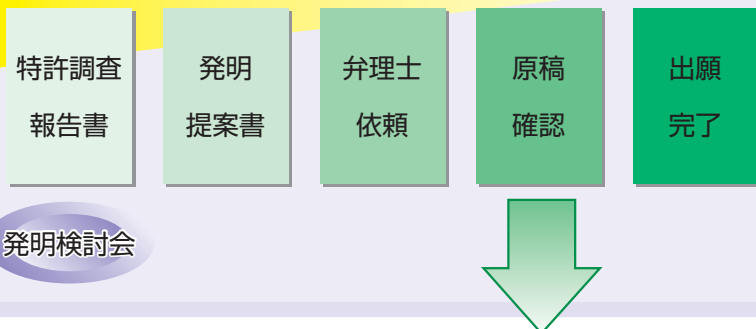 特許調査
報告書
発明
提案書
弁理士
依頼
原稿
確認
出願
完了
発明検討会